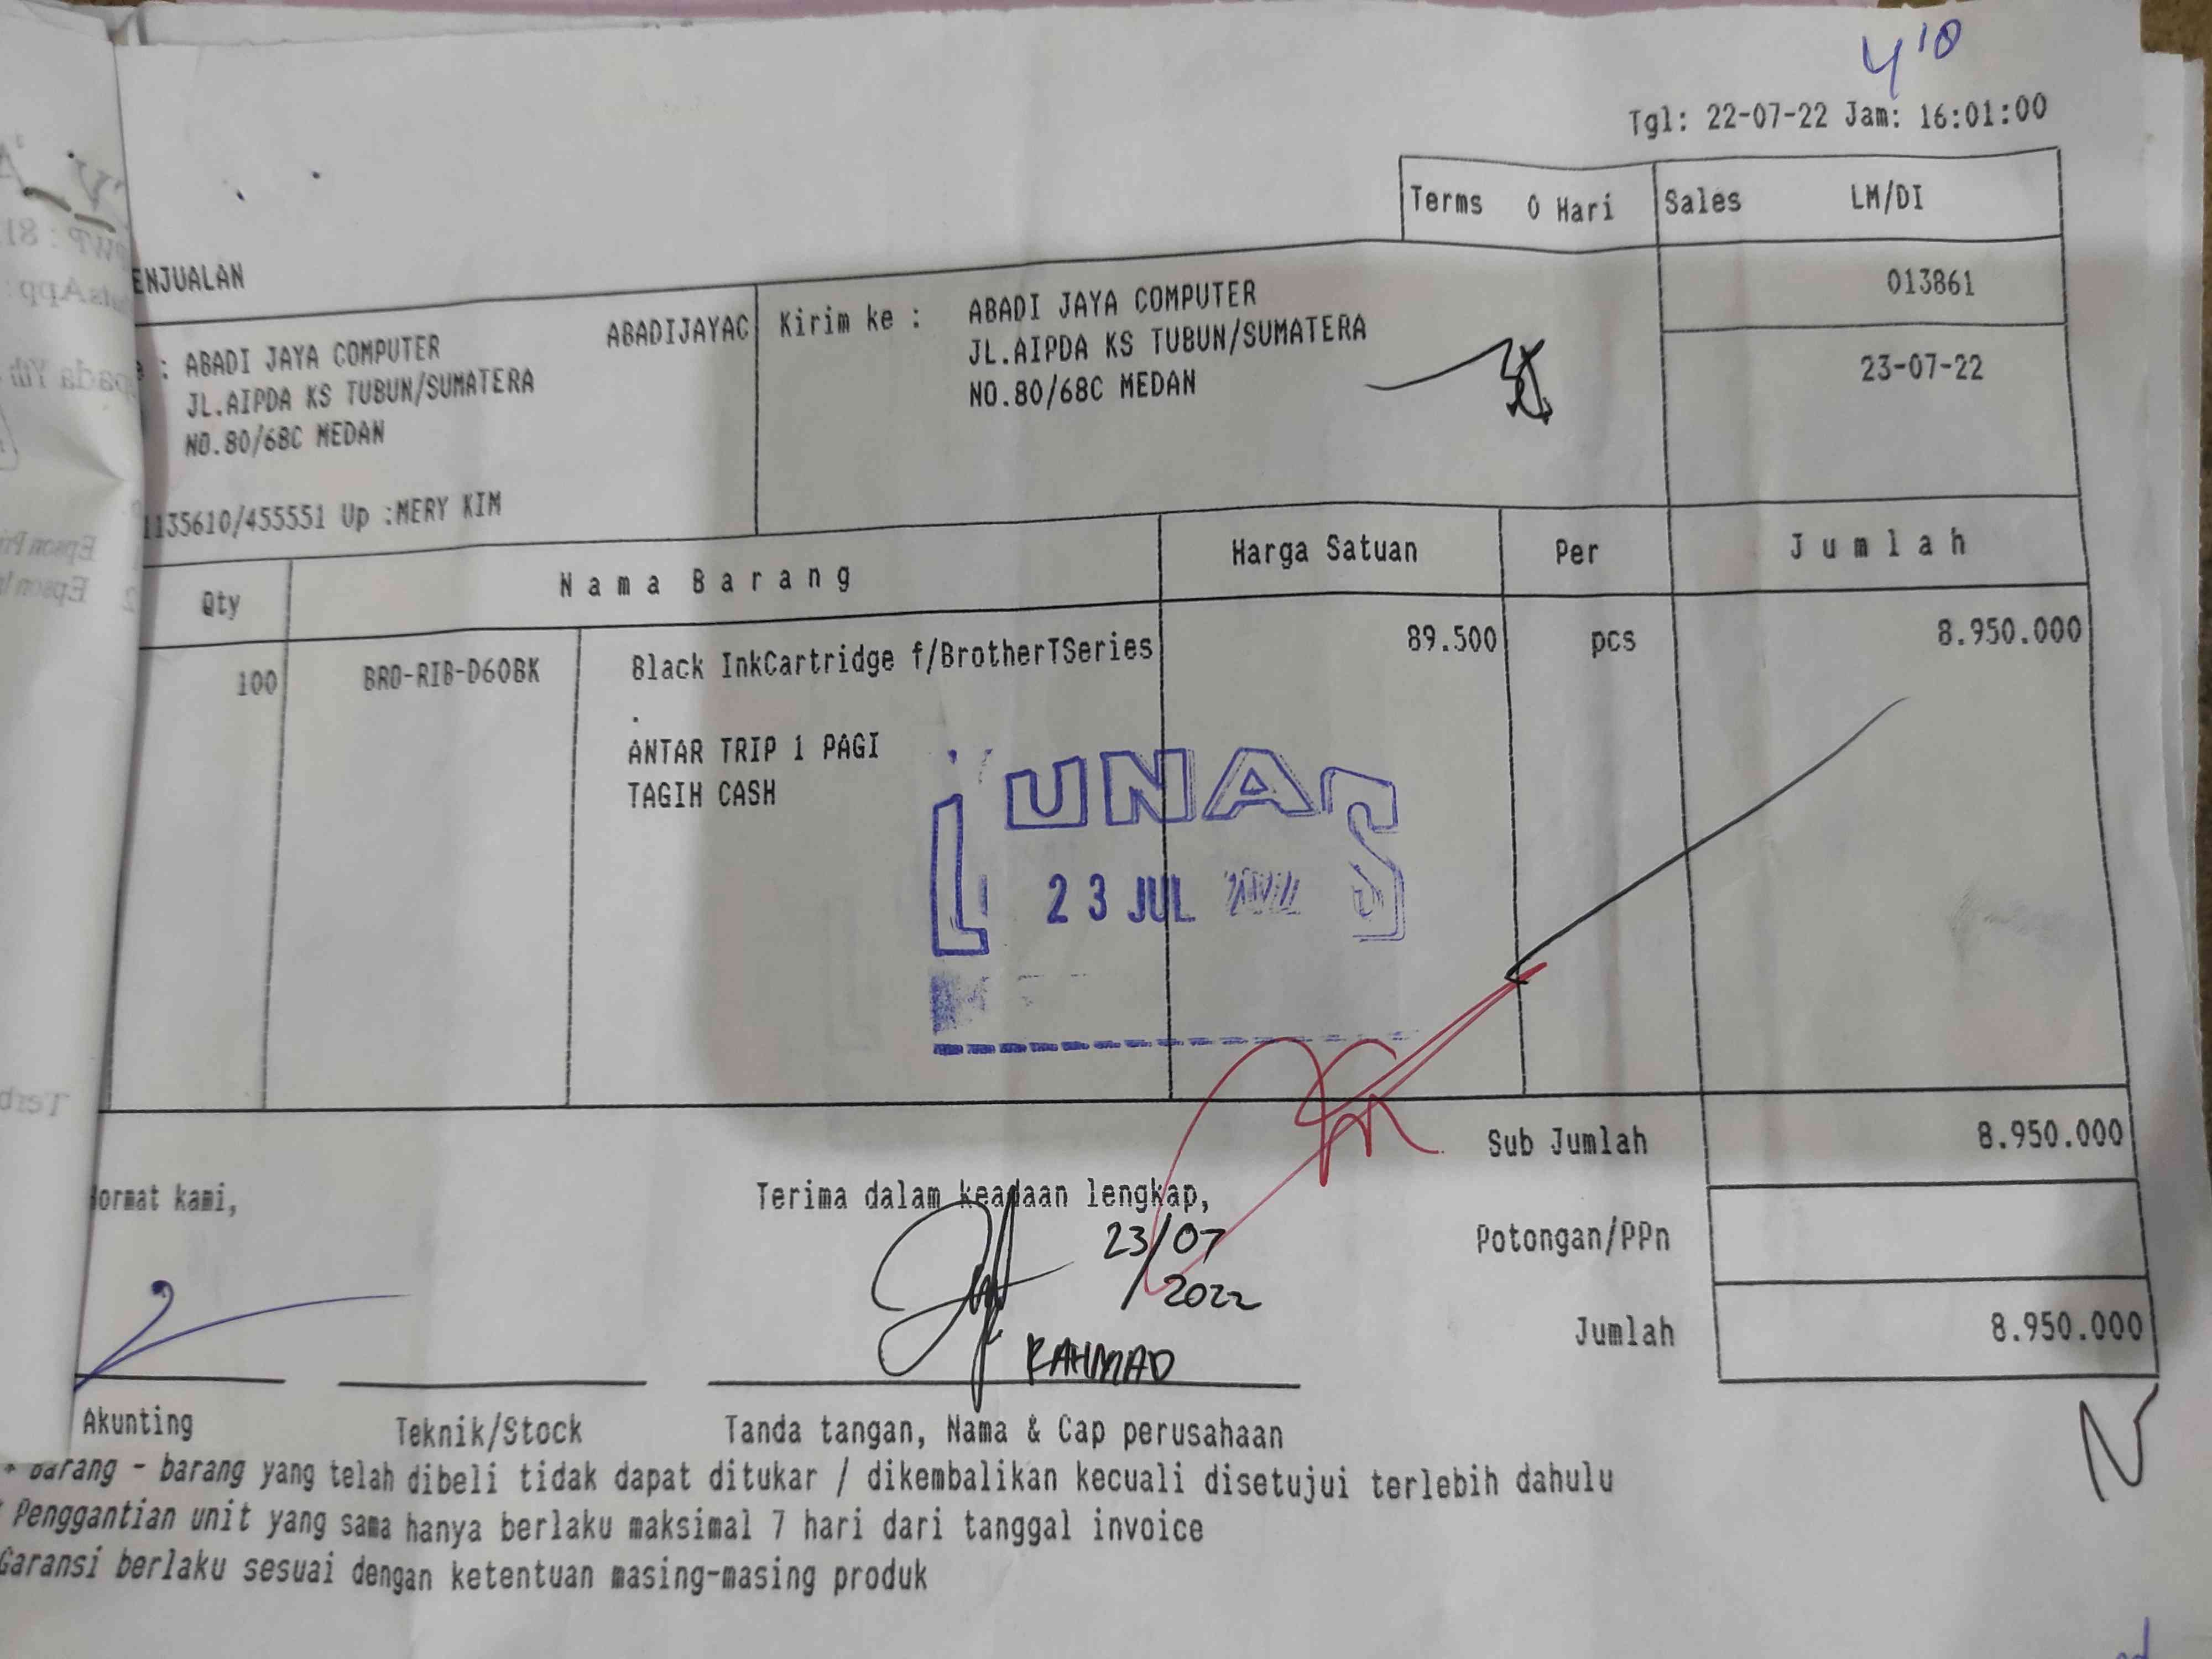 Tgl: 22-07-22 Jam: 16:01:00
Terms 0 Hari Sales LM/DI
ENJUALAN
013861
23-07-22
: ABADI JAYA COMPUTER ABADIJAYAC
JL.AIPDA KS TUBUN/SUMATERA
NO.80/68C MEDAN
1135610/455551 Up :MERY KIM
Kirim ke : ABADI JAYA COMPUTER
JL.AIPDA KS TUBUN/SUMATERA
NO.80/68C MEDAN
Qty Nama Barang Harga Satuan Per Jumlah
100 BRO-RIB-D60BK Black InkCartridge f/BrotherTSeries 89.500 pcs 8.950.000
.
ANTAR TRIP 1 PAGI
TAGIH CASH
LUNAS
23 JUL
Sub Jumlah 8.950.000
Potongan/PPn
Jumlah 8.950.000
Hormat kami,
Terima dalam keadaan lengkap,
23/07
2022
RAHMAD
Akunting Teknik/Stock Tanda tangan, Nama & Cap perusahaan
* Barang - barang yang telah dibeli tidak dapat ditukar / dikembalikan kecuali disetujui terlebih dahulu
* Penggantian unit yang sama hanya berlaku maksimal 7 hari dari tanggal invoice
Garansi berlaku sesuai dengan ketentuan masing-masing produk